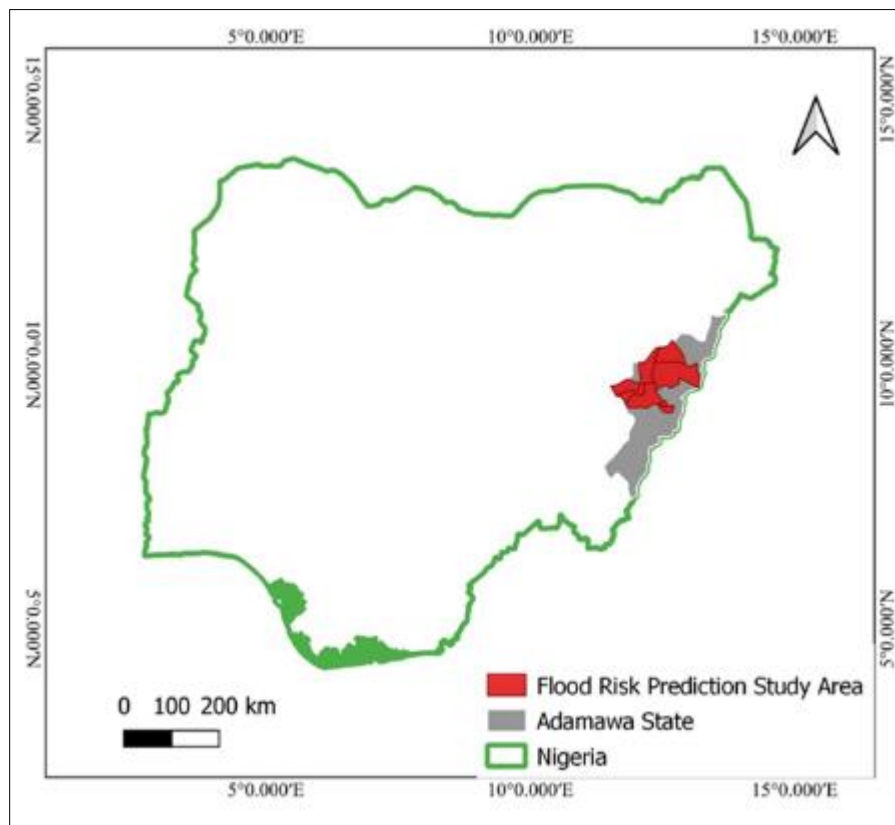 5°0.000'E 10°0.000'E 15°0.000'E
15°0.000'N 15°0.000'N
10°0.000'N 10°0.000'N
5°0.000'N 5°0.000'N
0 100 200 km
Flood Risk Prediction Study Area
Adamawa State
Nigeria
5°0.000'E 10°0.000'E 15°0.000'E